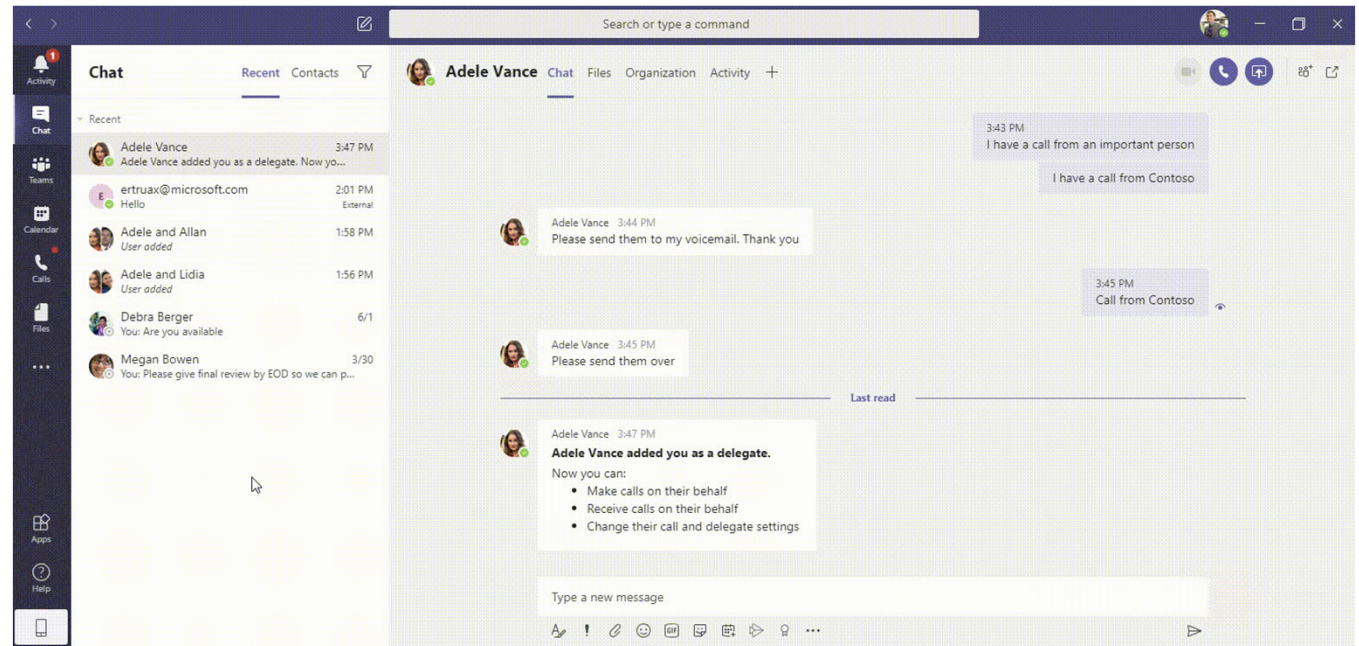 Search or type a command
1
Activity
Chat
Teams
Calendar
Calls
Files
Apps
Help
Chat
Recent Contacts
Recent
Adele Vance 3:47 PM
Adele Vance added you as a delegate. Now yo...
E
ertruax@microsoft.com 2:01 PM
Hello External
Adele and Allan 1:58 PM
User added
Adele and Lidia 1:56 PM
User added
Debra Berger 6/1
You: Are you available
Megan Bowen 3/30
You: Please give final review by EOD so we can p...
Adele Vance Chat Files Organization Activity
3:43 PM
I have a call from an important person
I have a call from Contoso
Adele Vance 3:44 PM
Please send them to my voicemail. Thank you
3:45 PM
Call from Contoso
Adele Vance 3:45 PM
Please send them over
Last read
Adele Vance 3:47 PM
Adele Vance added you as a delegate.
Now you can:
• Make calls on their behalf
• Receive calls on their behalf
• Change their call and delegate settings
Type a new message
GIF